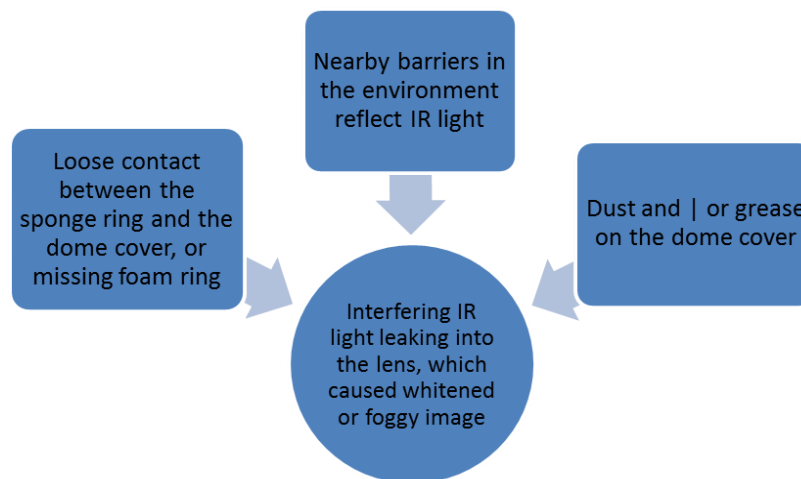 Nearby barriers in
the environment
reflect IR light
Loose contact
between the
sponge ring and the
dome cover, or
missing foam ring
Dust and | or grease
on the dome cover
Interfering IR
light leaking into
the lens, which
caused whitened
or foggy image